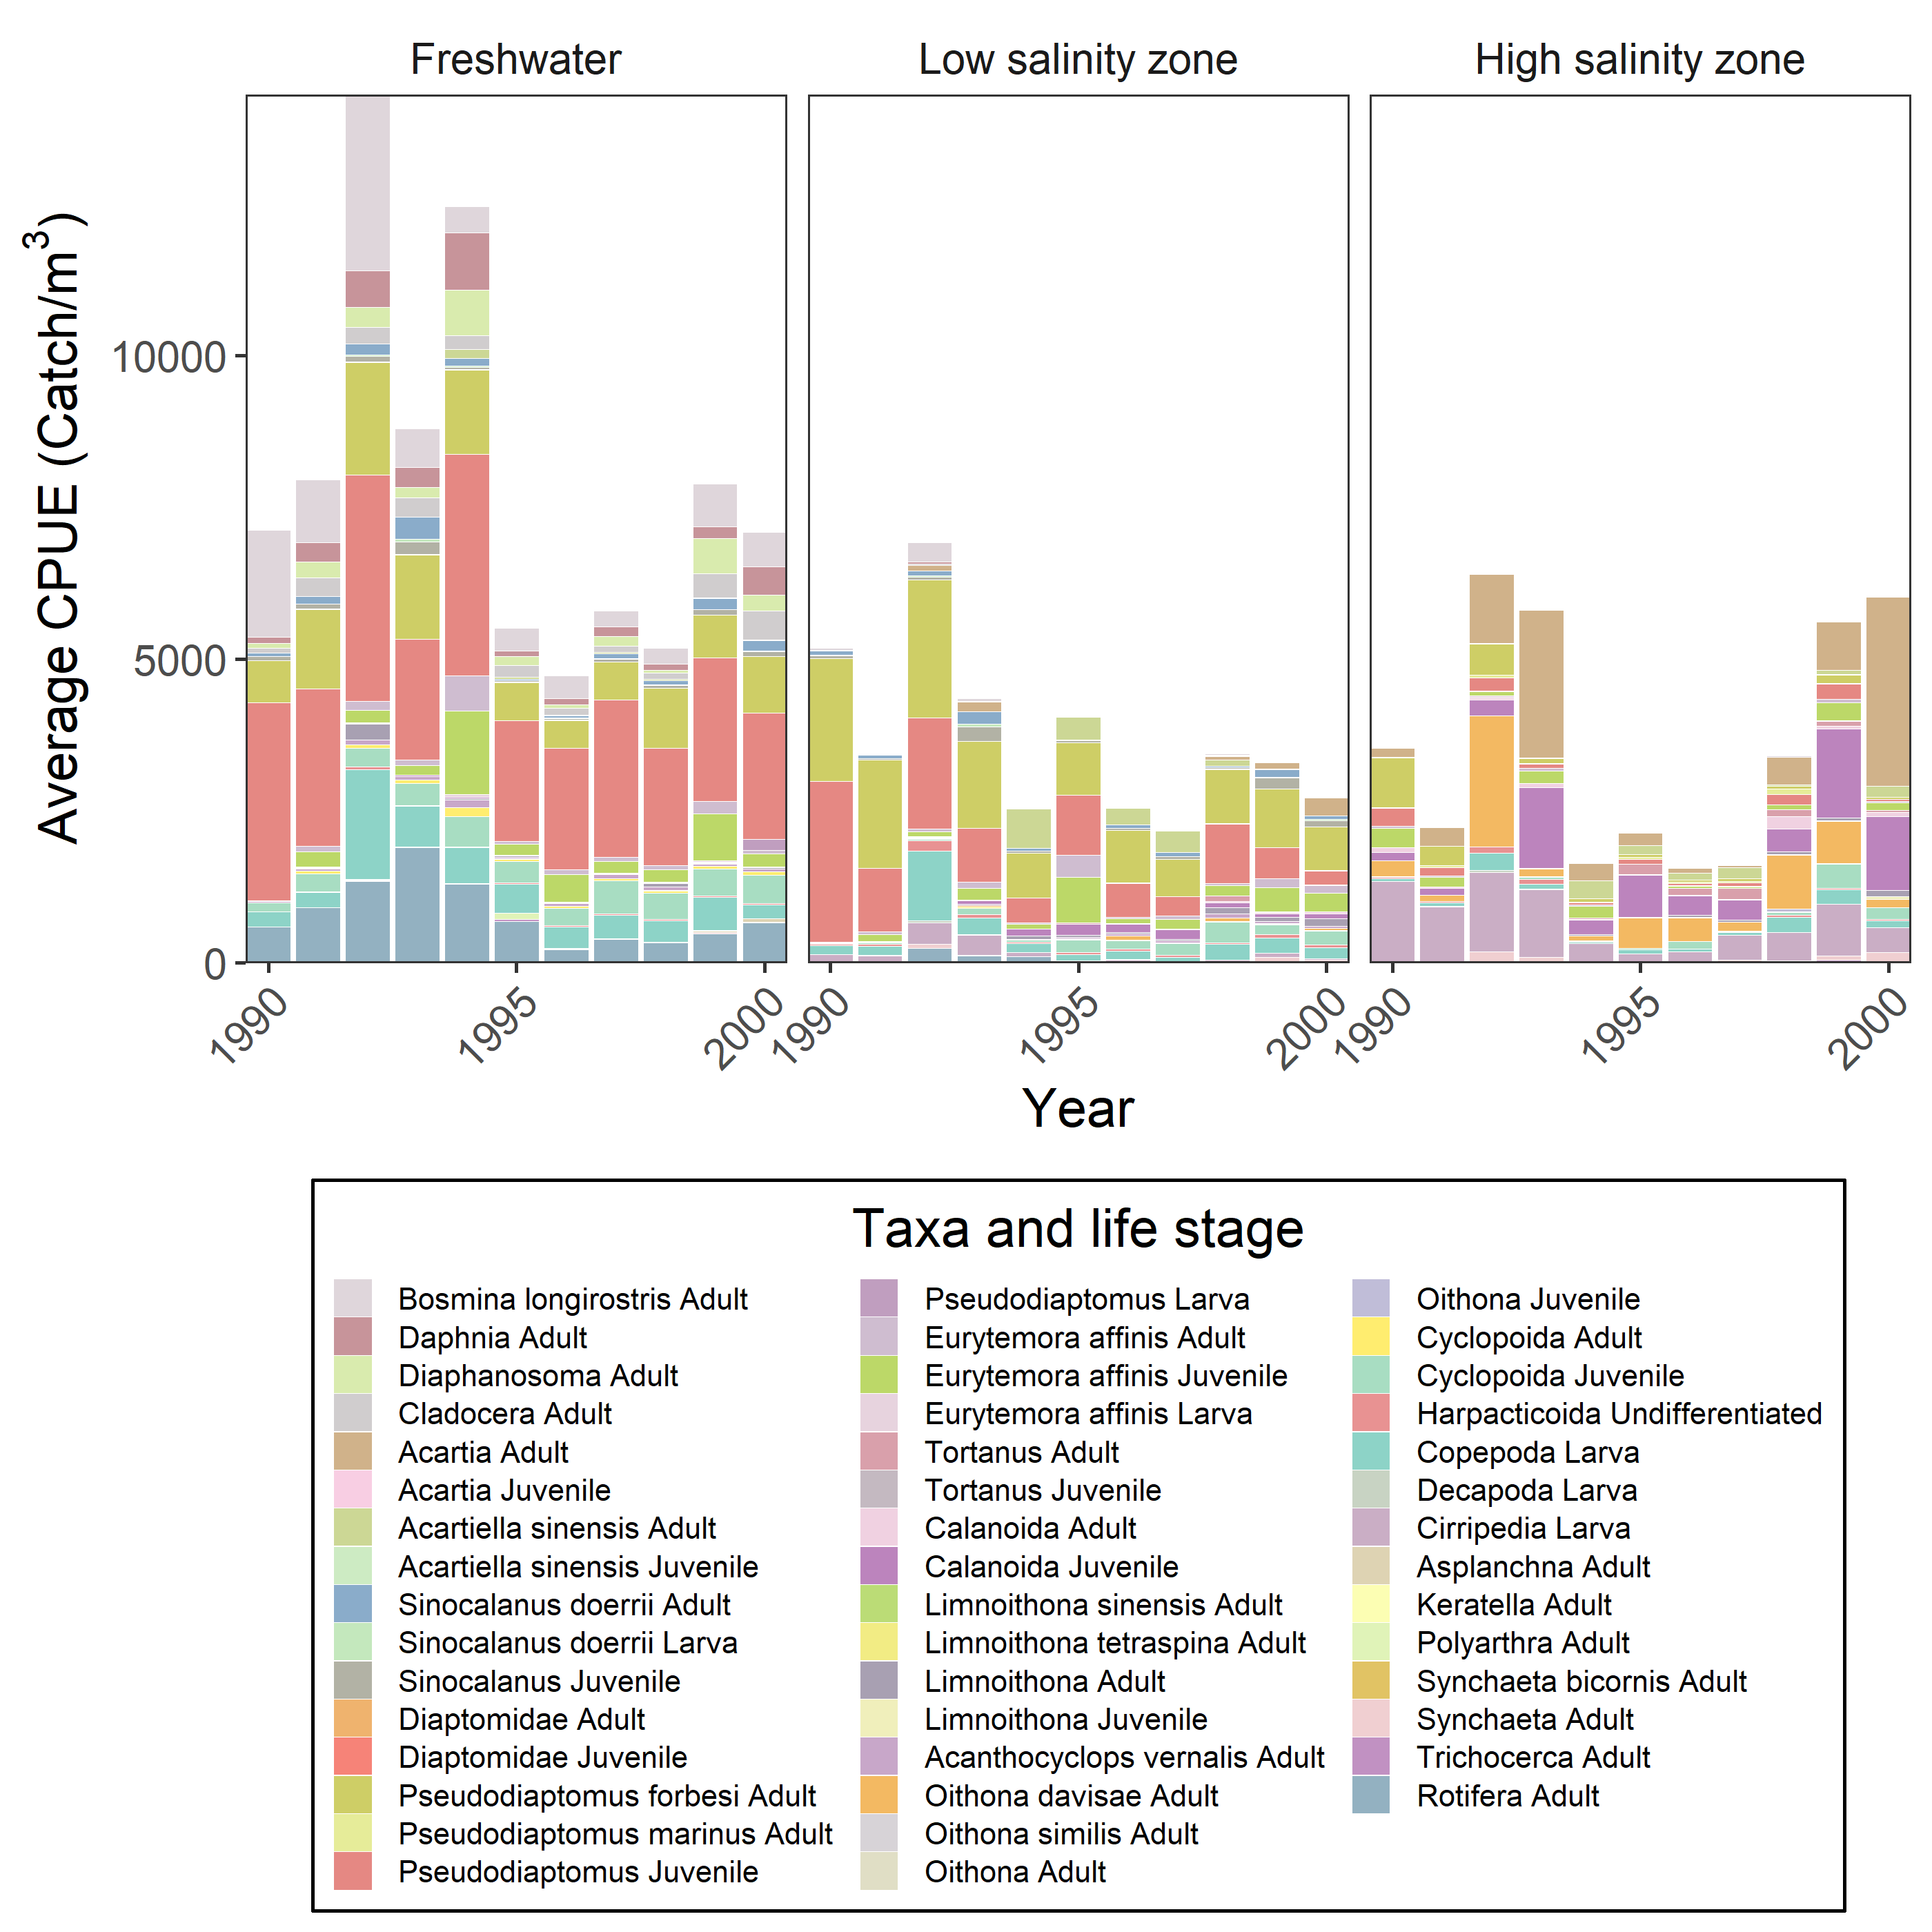 Freshwater
Low salinity zone
High salinity zone
Average CPUE (Catch/m³)
10000
5000
0
1990
1995
2000
1990
1995
2000
1990
1995
2000
Year
Taxa and life stage
Bosmina longirostris Adult
Daphnia Adult
Diaphanosoma Adult
Cladocera Adult
Acartia Adult
Acartia Juvenile
Acartiella sinensis Adult
Acartiella sinensis Juvenile
Sinocalanus doerrii Adult
Sinocalanus doerrii Larva
Sinocalanus Juvenile
Diaptomidae Adult
Diaptomidae Juvenile
Pseudodiaptomus forbesi Adult
Pseudodiaptomus marinus Adult
Pseudodiaptomus Juvenile
Pseudodiaptomus Larva
Eurytemora affinis Adult
Eurytemora affinis Juvenile
Eurytemora affinis Larva
Tortanus Adult
Tortanus Juvenile
Calanoida Adult
Calanoida Juvenile
Limnoithona sinensis Adult
Limnoithona tetraspina Adult
Limnoithona Adult
Limnoithona Juvenile
Acanthocyclops vernalis Adult
Oithona davisae Adult
Oithona similis Adult
Oithona Adult
Oithona Juvenile
Cyclopoida Adult
Cyclopoida Juvenile
Harpacticoida Undifferentiated
Copepoda Larva
Decapoda Larva
Cirripedia Larva
Asplanchna Adult
Keratella Adult
Polyarthra Adult
Synchaeta bicornis Adult
Synchaeta Adult
Trichocerca Adult
Rotifera Adult